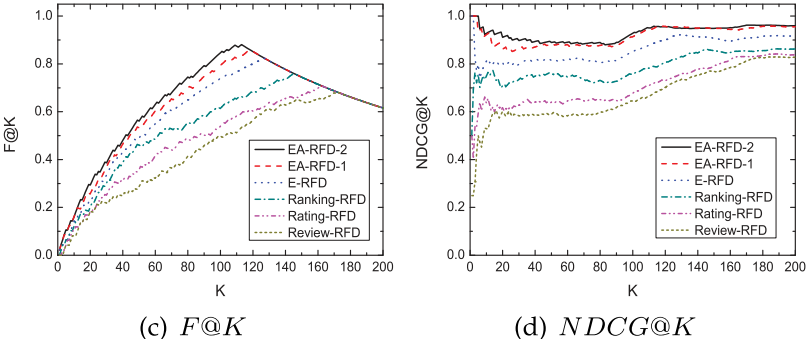 1.0
0.8
0.6
0.4
0.2
0.0
F@K
0 20 40 60 80 100 120 140 160 180 200
K
EA-RFD-2
EA-RFD-1
E-RFD
Ranking-RFD
Rating-RFD
Review-RFD
(c) F@K
1.0
0.8
0.6
0.4
0.2
0.0
NDCG@K
0 20 40 60 80 100 120 140 160 180 200
K
EA-RFD-2
EA-RFD-1
E-RFD
Ranking-RFD
Rating-RFD
Review-RFD
(d) NDCG@K